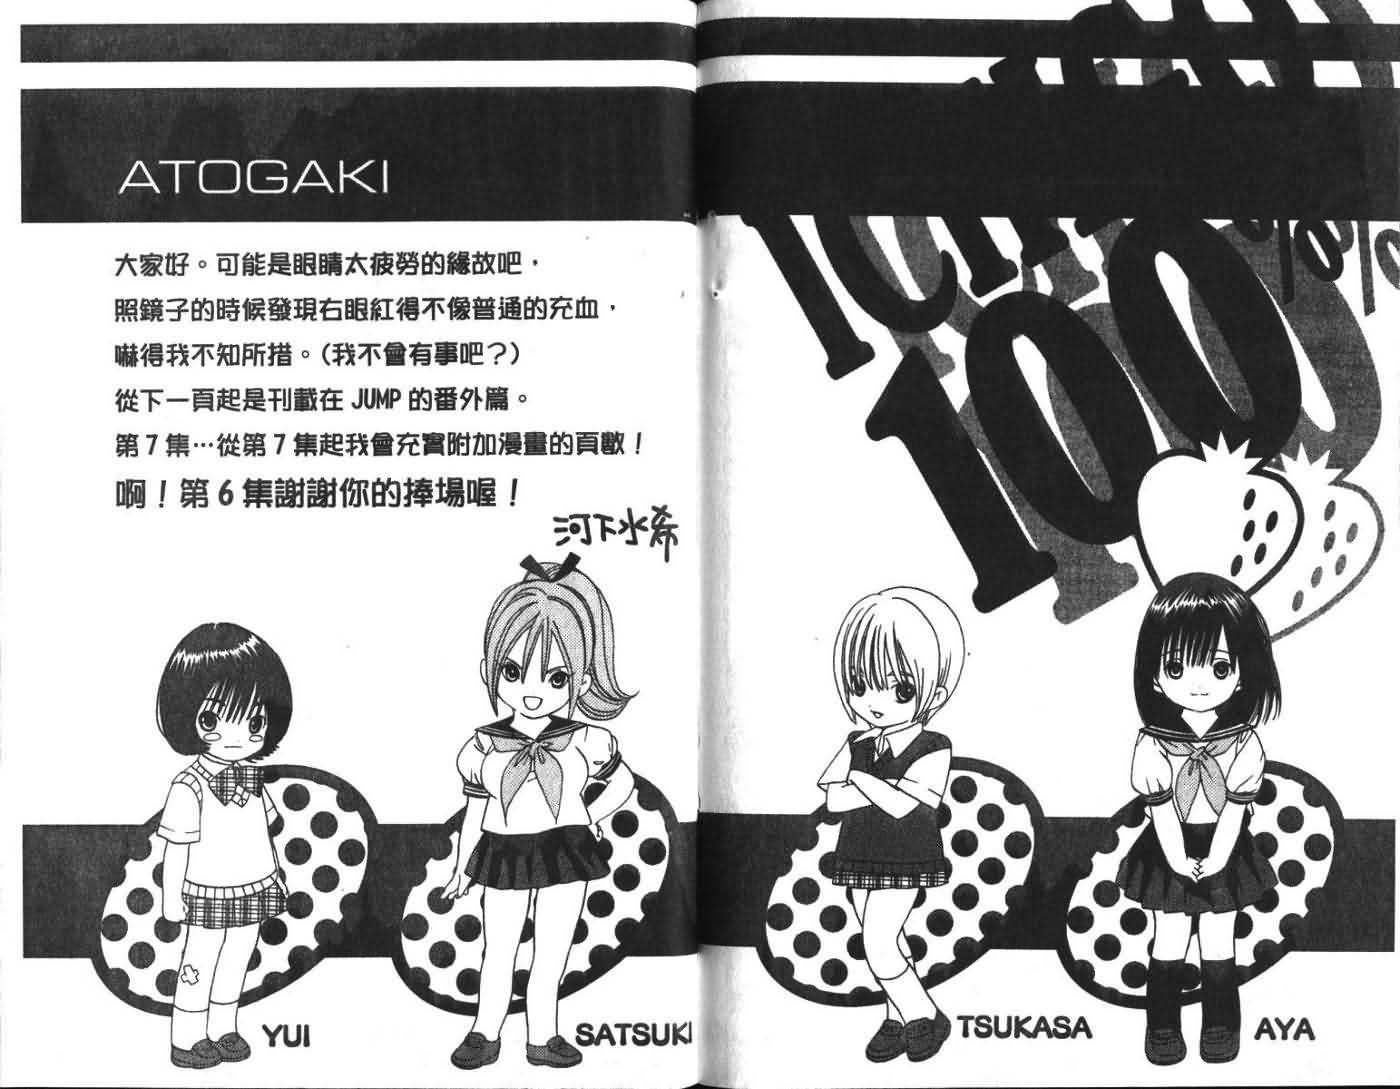 ATOGAKI
大家好。可能是眼睛太疲勞的緣故吧，
照鏡子的時候發現右眼紅得不像普通的充血，
嚇得我不知所措。（我不會有事吧？）
從下一頁起是刊載在 JUMP 的番外篇。
第 7 集…從第 7 集起我會充實附加漫畫的頁數！
啊！第 6 集謝謝你的捧場喔！
河下水希
100%
YUI
SATSUKI
TSUKASA
AYA